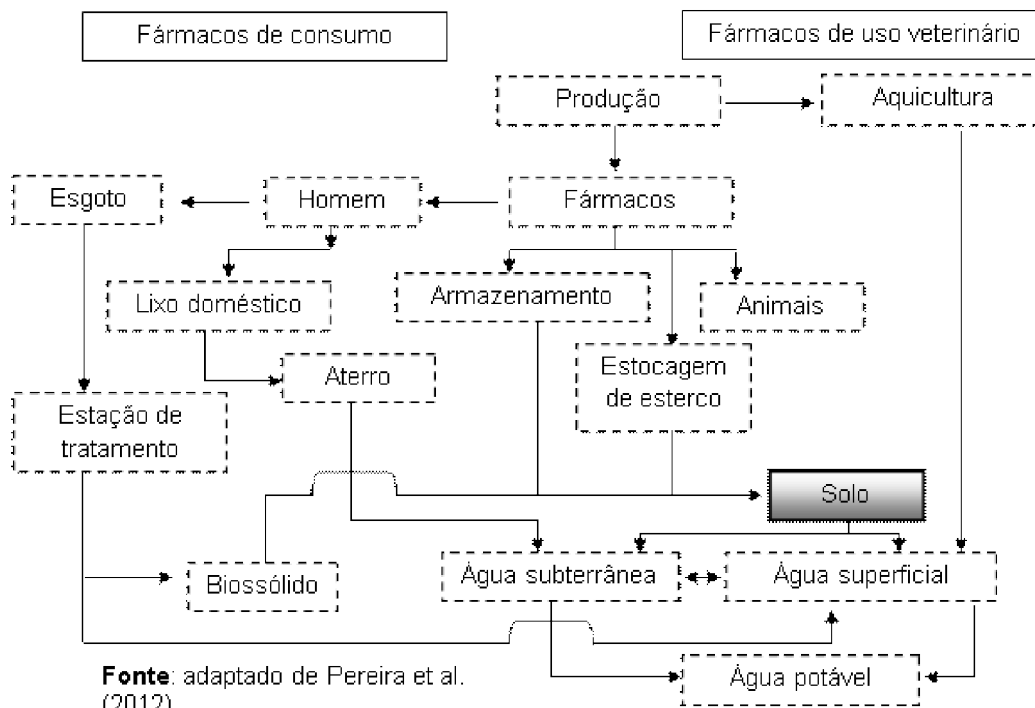 Fármacos de consumo
Fármacos de uso veterinário
Produção
Aquicultura
Esgoto
Homem
Fármacos
Lixo doméstico
Armazenamento
Animais
Aterro
Estocagem
de esterco
Estação de
tratamento
Solo
Biossólido
Água subterrânea
Água superficial
Fonte: adaptado de Pereira et al.
(2012)
Água potável